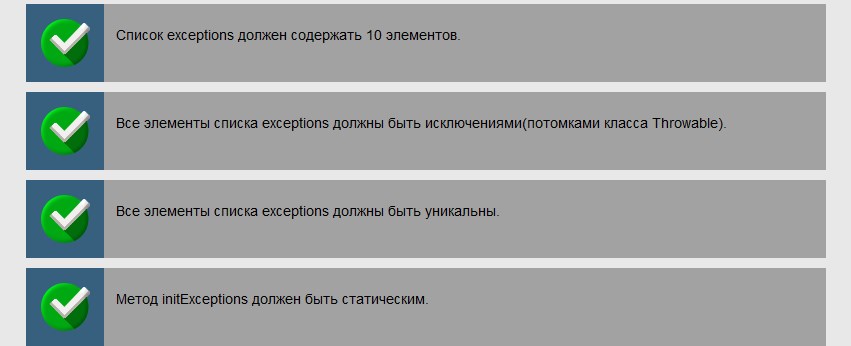 Список exceptions должен содержать 10 элементов.
Все элементы списка exceptions должны быть исключениями(потомками класса Throwable).
Все элементы списка exceptions должны быть уникальны.
Метод initExceptions должен быть статическим.